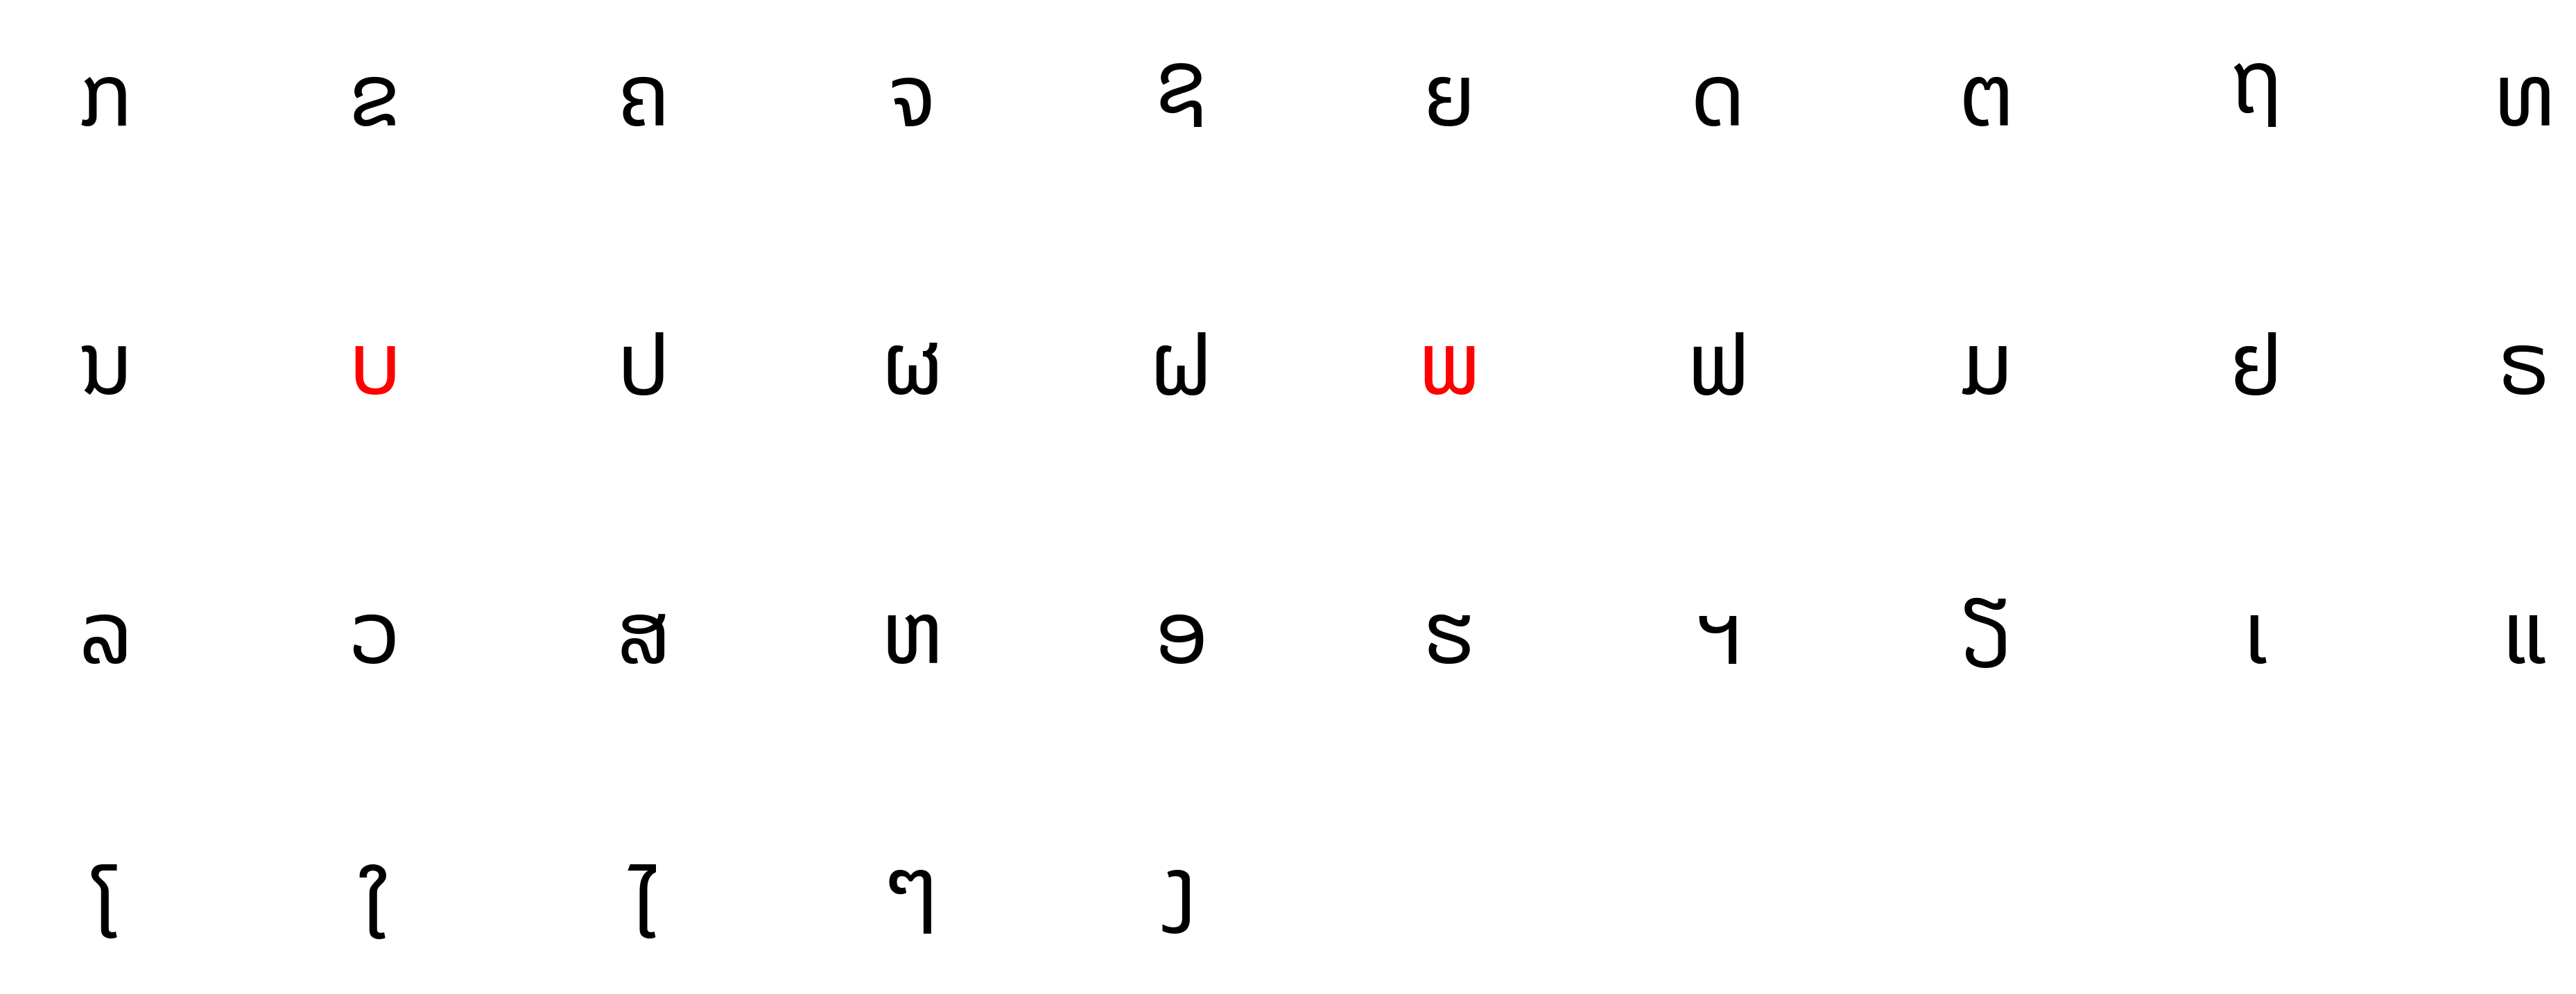 ກ ຂ ຄ ຈ ຊ ຍ ດ ຕ ຖ ທ
ນ ບ ປ ຜ ຝ ພ ຟ ມ ຢ ຣ
ລ ວ ສ ຫ ອ ຮ ຯ ຽ ເ ແ
ໂ ໃ ໄ ໆ ງ